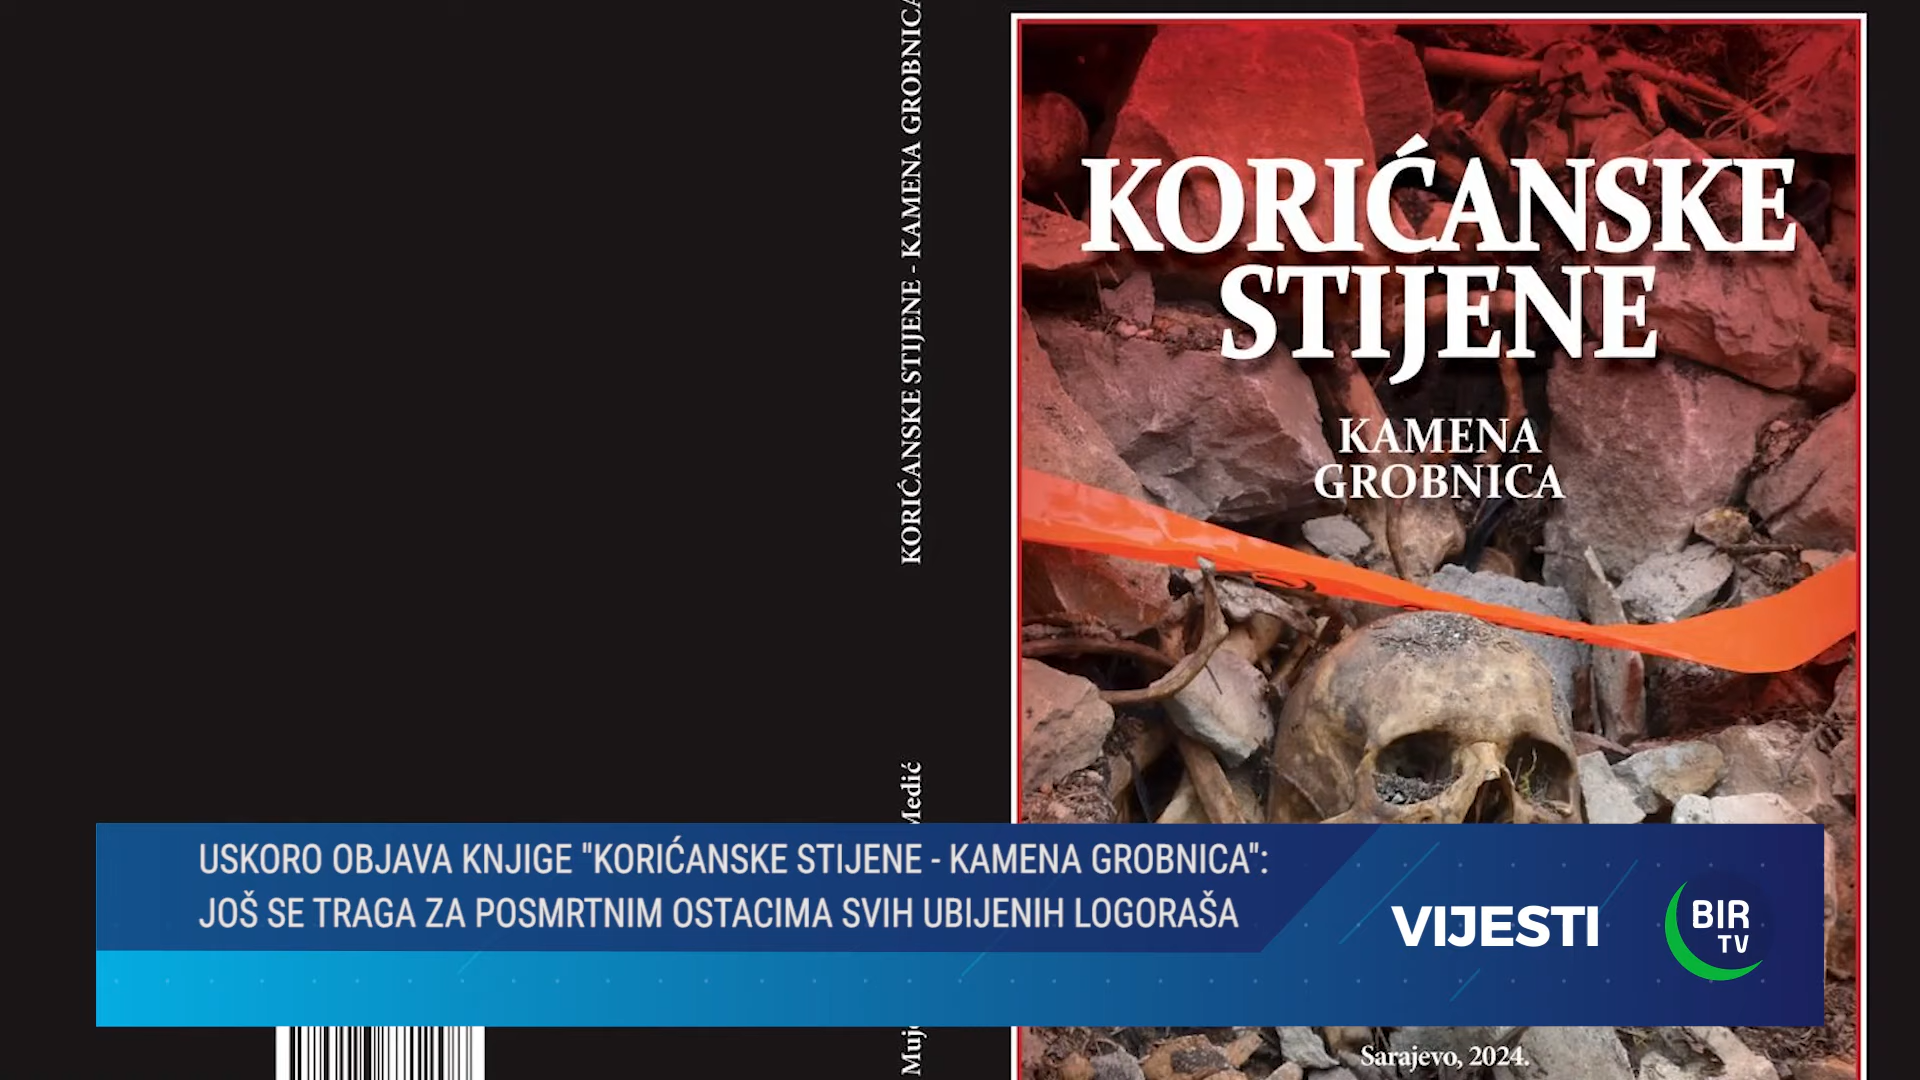 KORIĆANSKE STIJENE - KAMENA GROBNICA
KORIĆANSKE
STIJENE
KAMENA
GROBNICA
USKORO OBJAVA KNJIGE "KORIĆANSKE STIJENE - KAMENA GROBNICA":
JOŠ SE TRAGA ZA POSMRTNIM OSTACIMA SVIH UBIJENIH LOGORAŠA
VIJESTI
BIR
TV
Sarajevo, 2024.